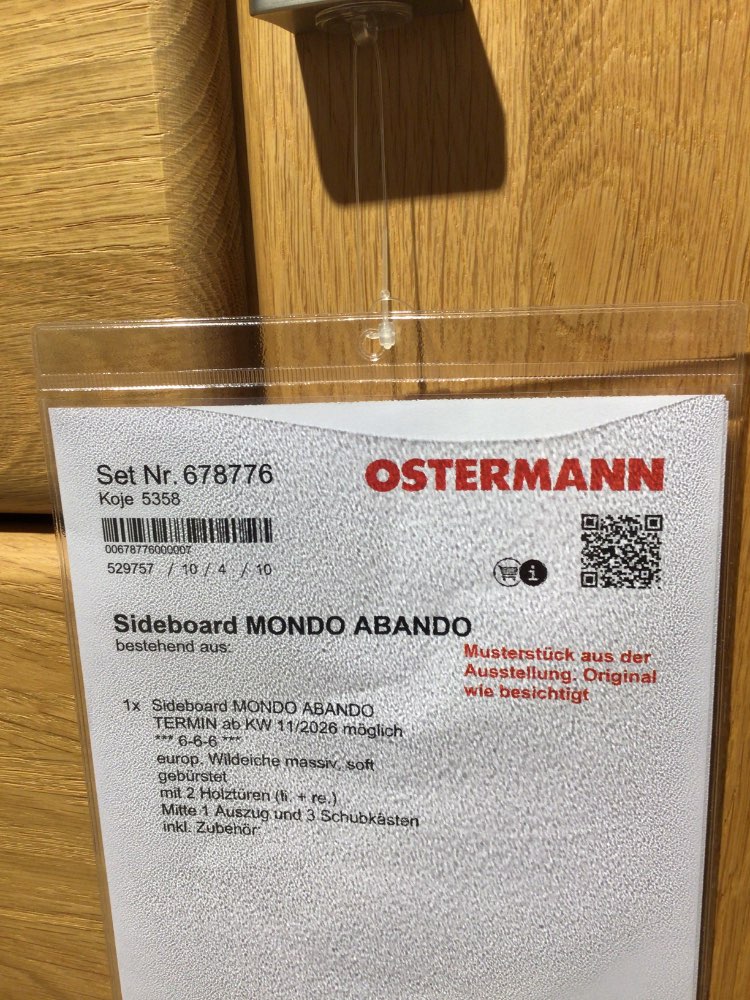 Set Nr. 678776
Koje 5358
OSTERMANN
00678776000007
529757 / 10 / 4 / 10
Sideboard MONDO ABANDO
bestehend aus:
Musterstück aus der
Ausstellung, Original
wie besichtigt
1x Sideboard MONDO ABANDO
TERMIN ab KW 11/2026 möglich
*** 6-6-6 ***
europ. Wildeiche massiv, soft
gebürstet
mit 2 Holztüren (li. + re.)
Mitte 1 Auszug und 3 Schubkästen
inkl. Zubehör: